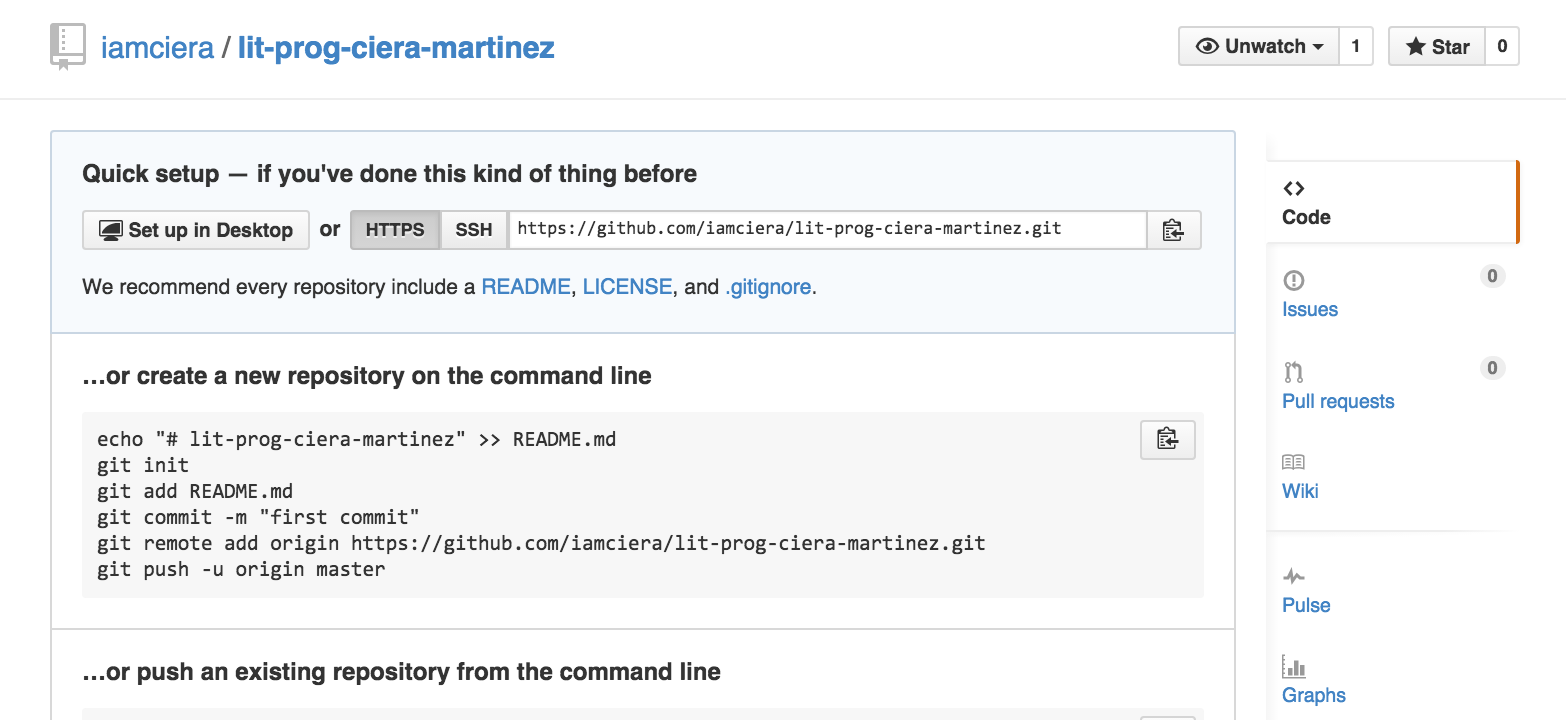 iamciera / lit-prog-ciera-martinez
Unwatch 1 Star 0
Quick setup — if you've done this kind of thing before
Set up in Desktop or HTTPS SSH https://github.com/iamciera/lit-prog-ciera-martinez.git
We recommend every repository include a README, LICENSE, and .gitignore.
…or create a new repository on the command line
echo "# lit-prog-ciera-martinez" >> README.md
git init
git add README.md
git commit -m "first commit"
git remote add origin https://github.com/iamciera/lit-prog-ciera-martinez.git
git push -u origin master
…or push an existing repository from the command line
Code
Issues 0
Pull requests 0
Wiki
Pulse
Graphs